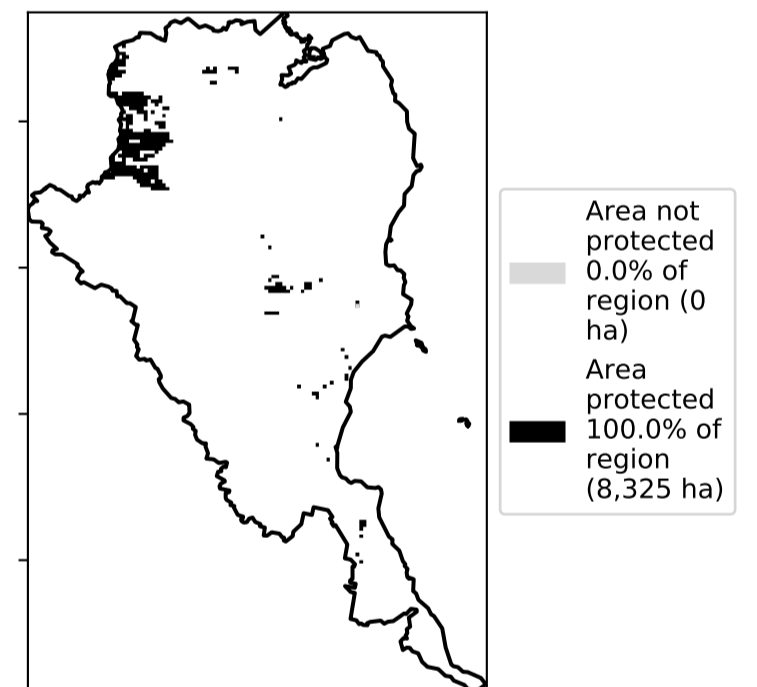 Area not
protected
0.0% of
region (0
ha)
Area
protected
100.0% of
region
(8,325 ha)